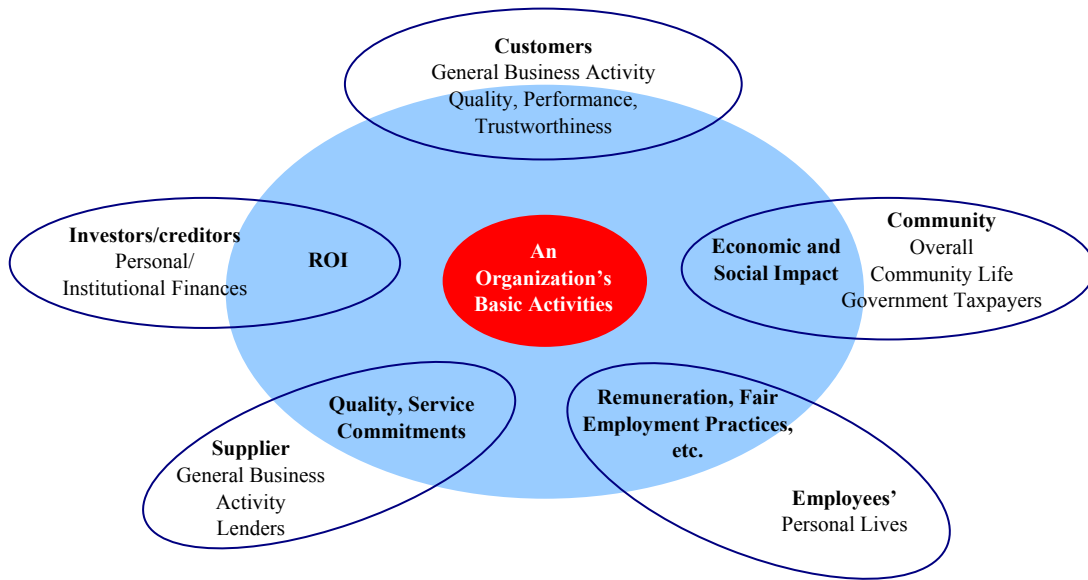 Customers
General Business Activity
Quality, Performance,
Trustworthiness
Investors/creditors
Personal/
Institutional Finances
ROI
An
Organization's
Basic Activities
Economic and
Social Impact
Community
Overall
Community Life
Government Taxpayers
Quality, Service
Commitments
Supplier
General Business
Activity
Lenders
Remuneration, Fair
Employment Practices,
etc.
Employees'
Personal Lives